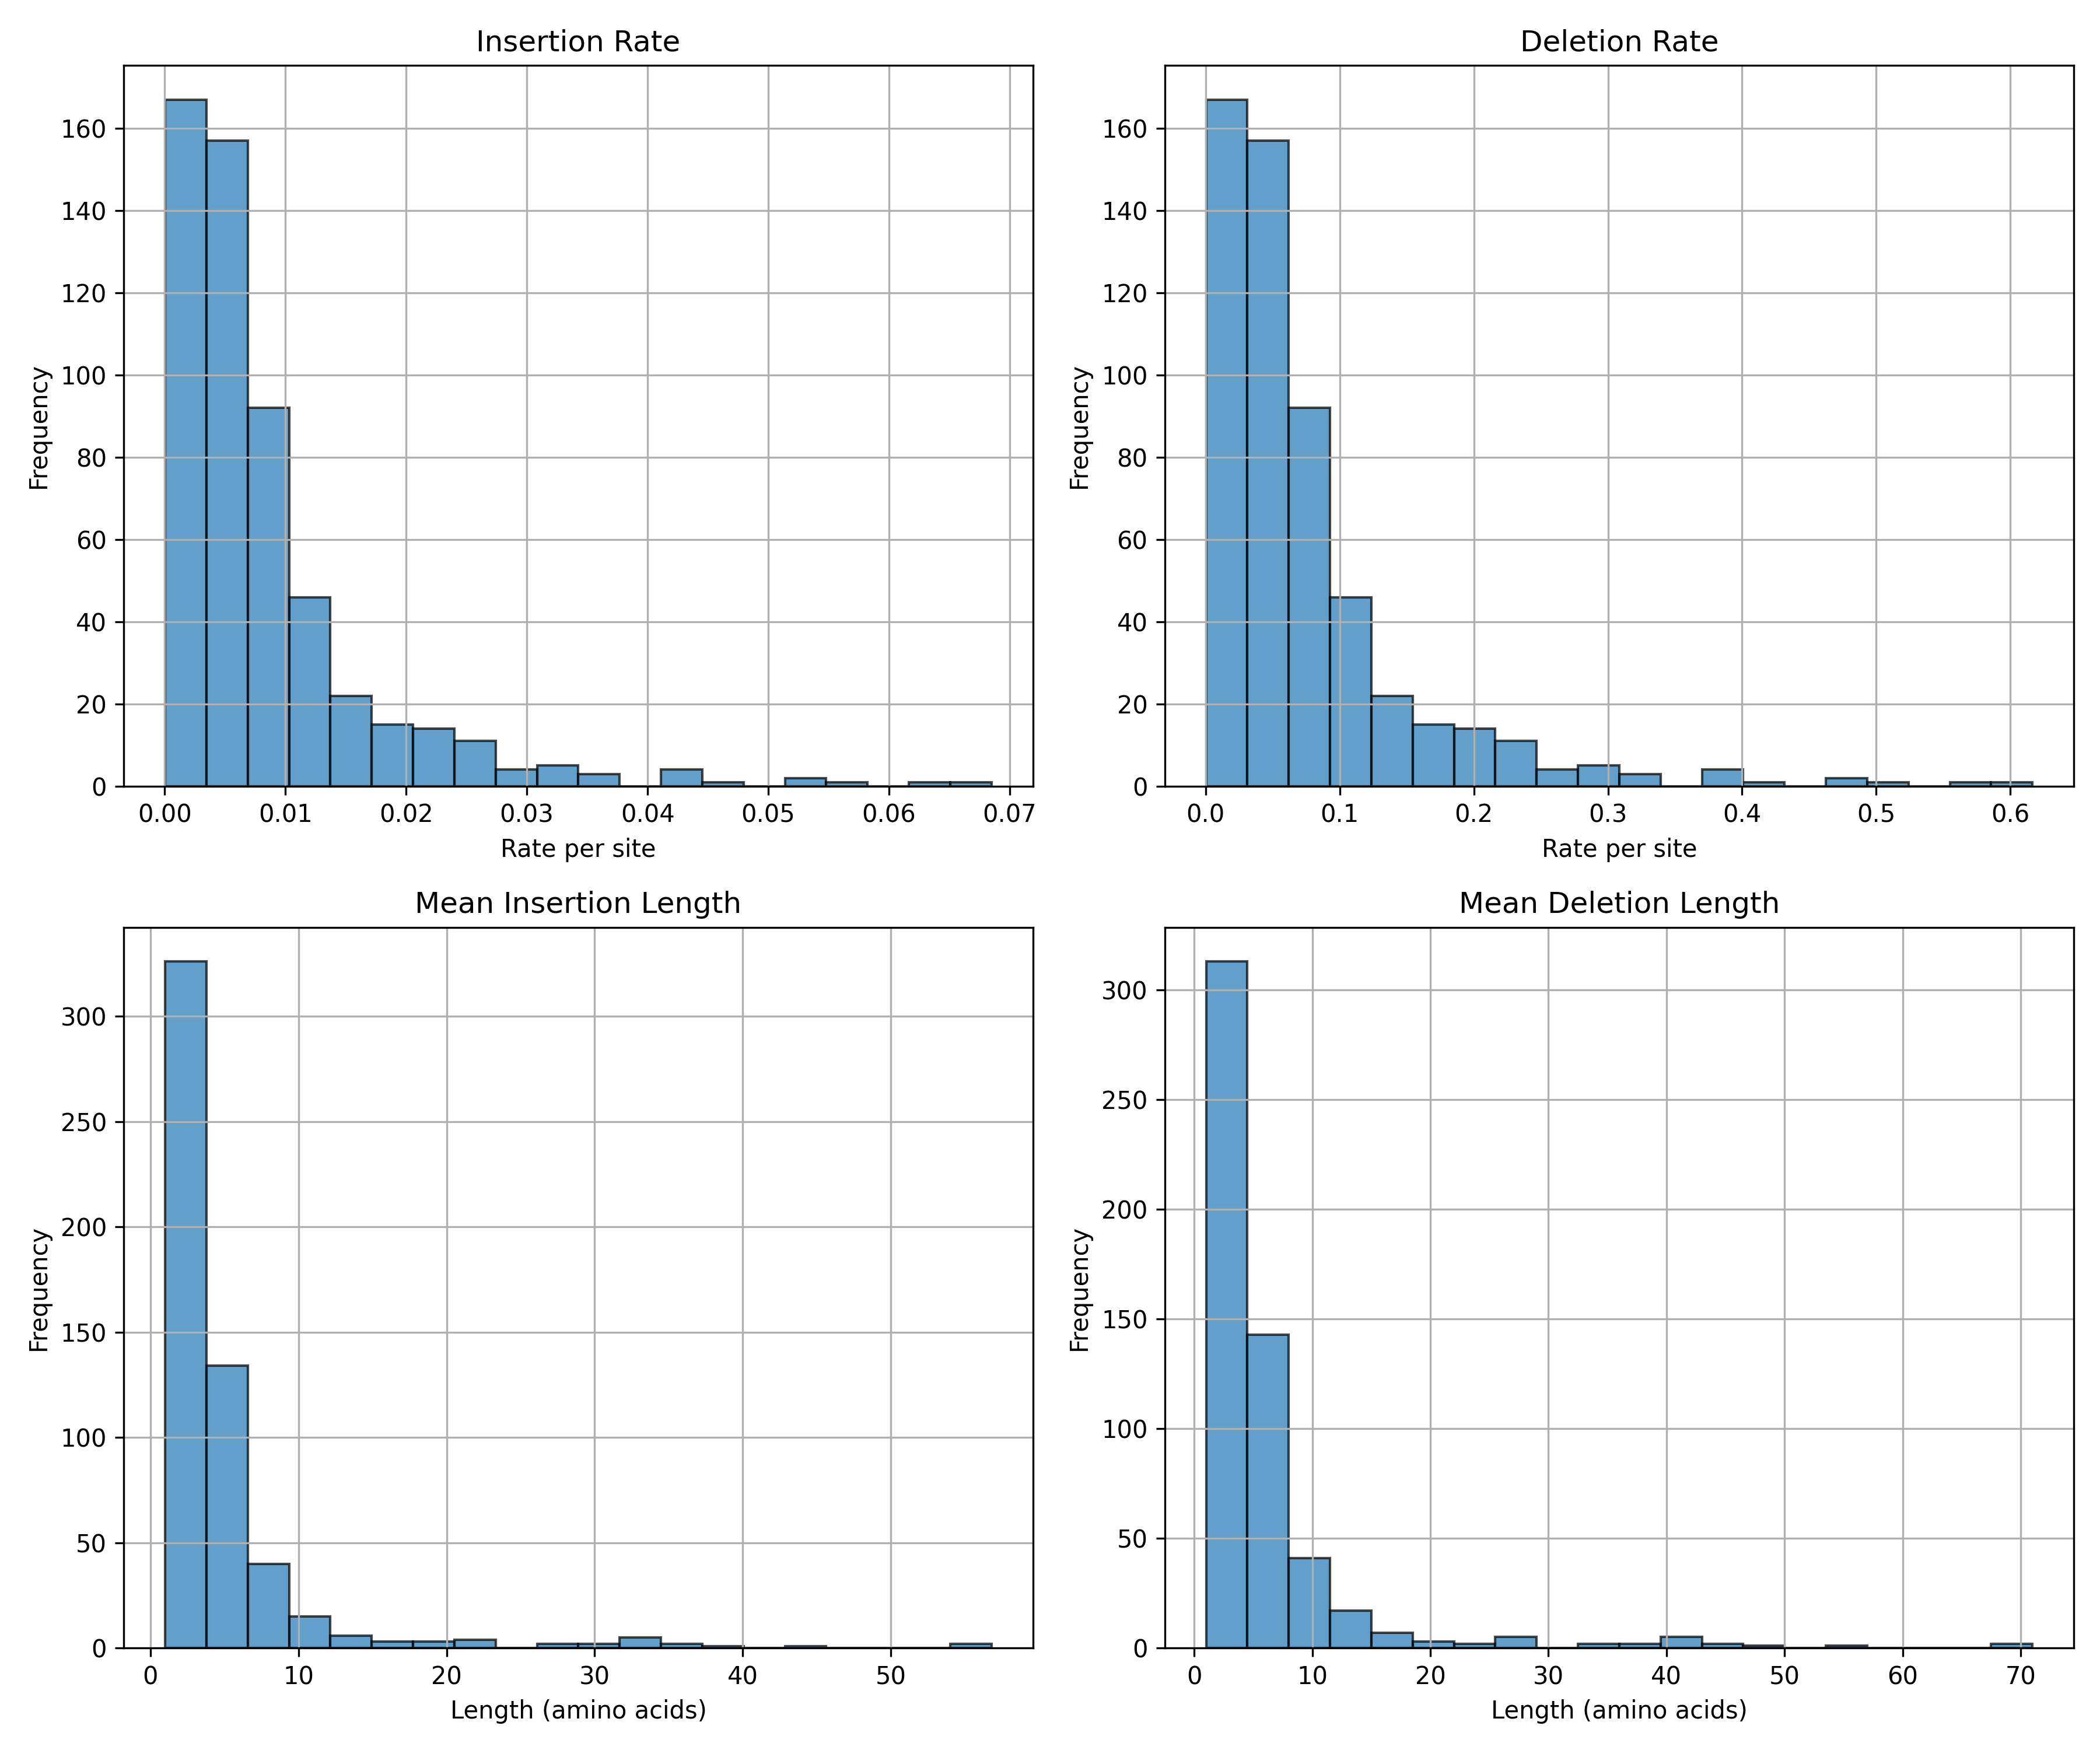 Insertion Rate
Frequency
160
140
120
100
80
60
40
20
0
0.00 0.01 0.02 0.03 0.04 0.05 0.06 0.07
Rate per site
Deletion Rate
Frequency
160
140
120
100
80
60
40
20
0
0.0 0.1 0.2 0.3 0.4 0.5 0.6
Rate per site
Mean Insertion Length
Frequency
300
250
200
150
100
50
0
0 10 20 30 40 50
Length (amino acids)
Mean Deletion Length
Frequency
300
250
200
150
100
50
0
0 10 20 30 40 50 60 70
Length (amino acids)